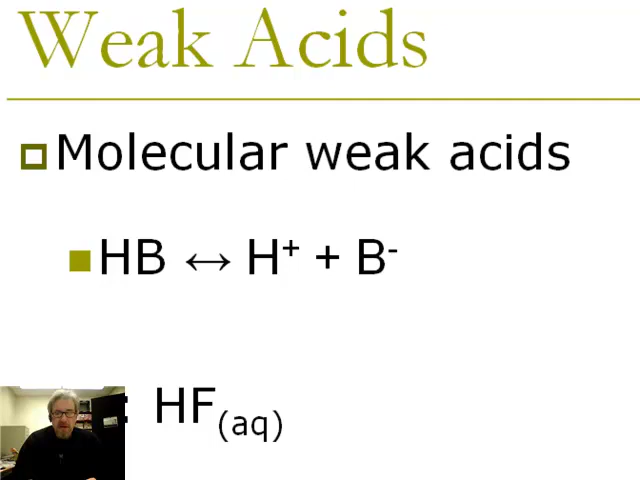 Weak Acids
Molecular weak acids
HB ↔ H⁺ + B⁻
: HF₍aq₎